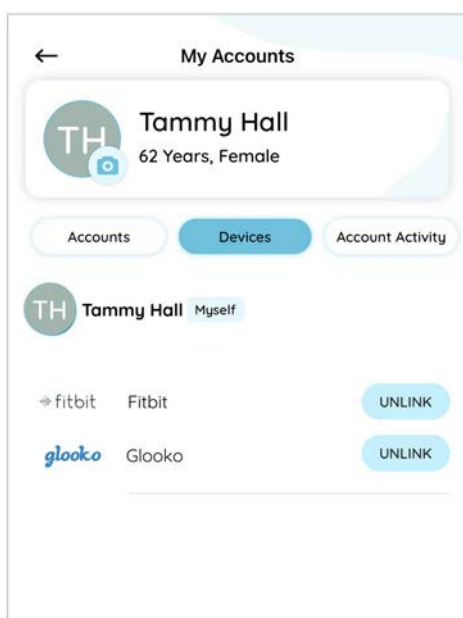 My Accounts
TH
Tammy Hall
62 Years, Female
Accounts
Devices
Account Activity
TH
Tammy Hall
Myself
fitbit
Fitbit
UNLINK
glooko
Glooko
UNLINK